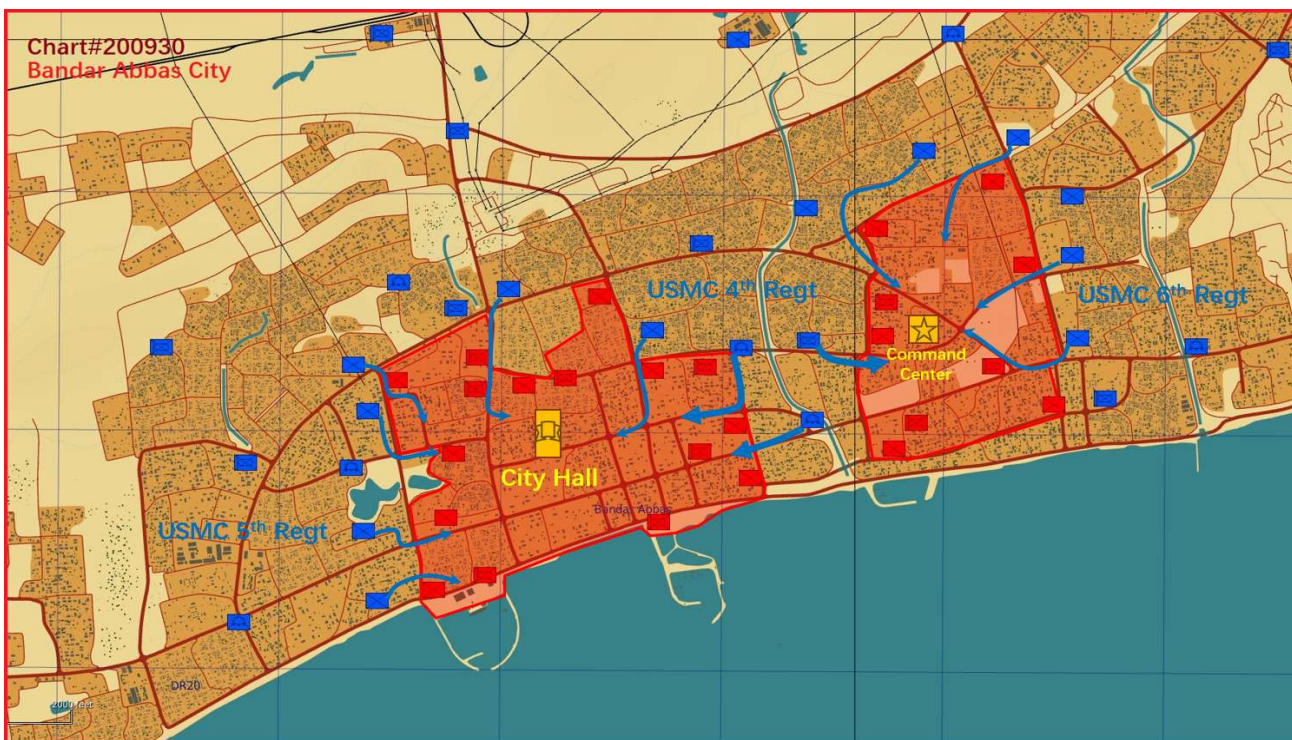 Chart#200930
Bandar Abbas City
USMC 4th Regt
USMC 6th Regt
Command
Center
City Hall
Bandar Abbas
USMC 5th Regt
DR20
2000 feet